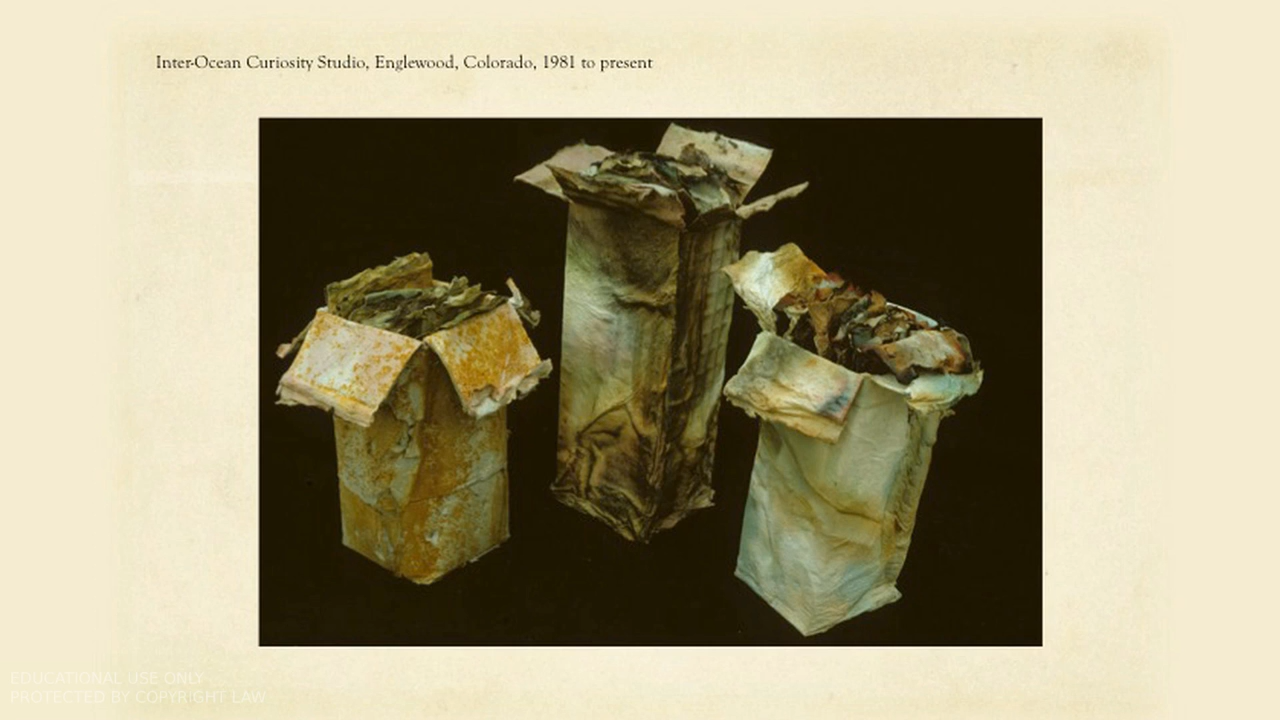 Inter-Ocean Curiosity Studio, Englewood, Colorado, 1981 to present
EDUCATIONAL USE ONLY
PROTECTED BY COPYRIGHT LAW